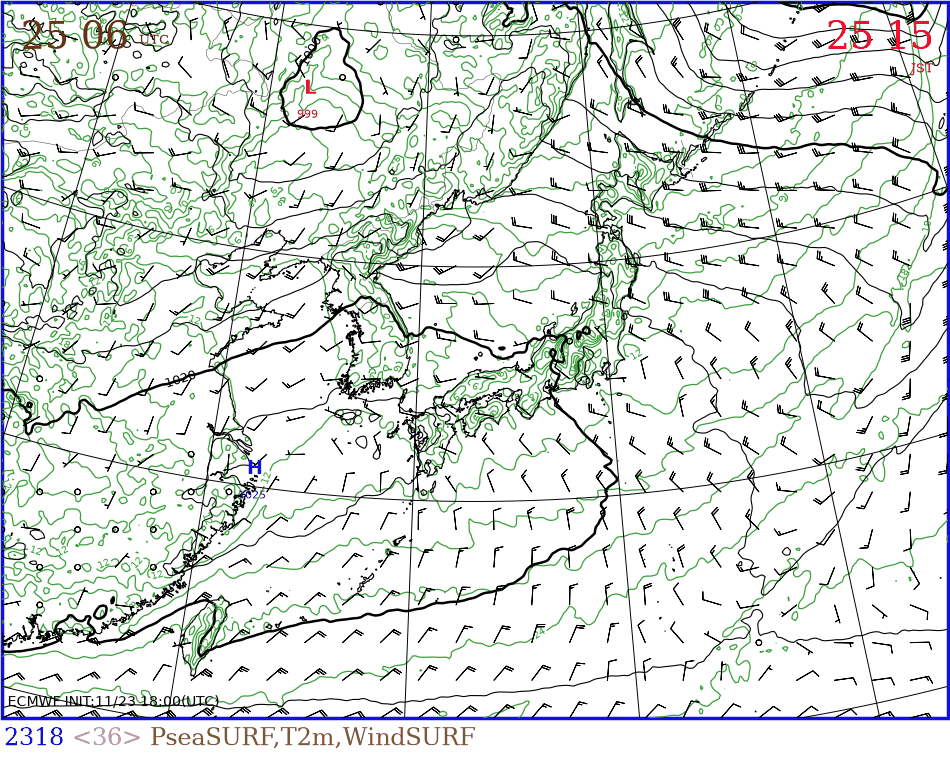 25 06 UTC
25 15
JST
L
999
1020
H
1025
ECMWF INIT:11/23 18:00(UTC)
2318 <36> PseaSURF,T2m,WindSURF